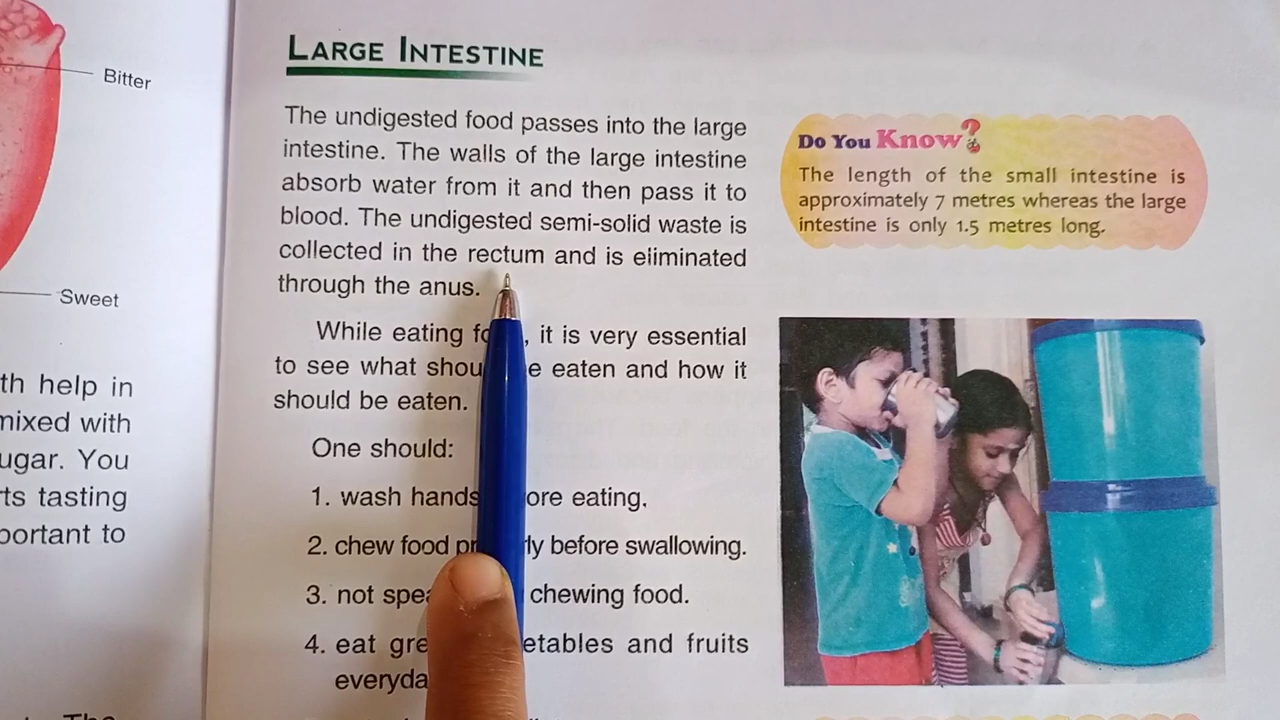 Bitter
Sweet
th help in
mixed with
ugar. You
rts tasting
portant to
LARGE INTESTINE
The undigested food passes into the large
intestine. The walls of the large intestine
absorb water from it and then pass it to
blood. The undigested semi-solid waste is
collected in the rectum and is eliminated
through the anus.
While eating it is very essential
to see what eaten and how it
should be eaten.
One should:
1. wash hands eating.
2. chew food before swallowing.
3. not chewing food.
4. eat and fruits
Do You Know?
The length of the small intestine is
approximately 7 metres whereas the large
intestine is only 1.5 metres long.